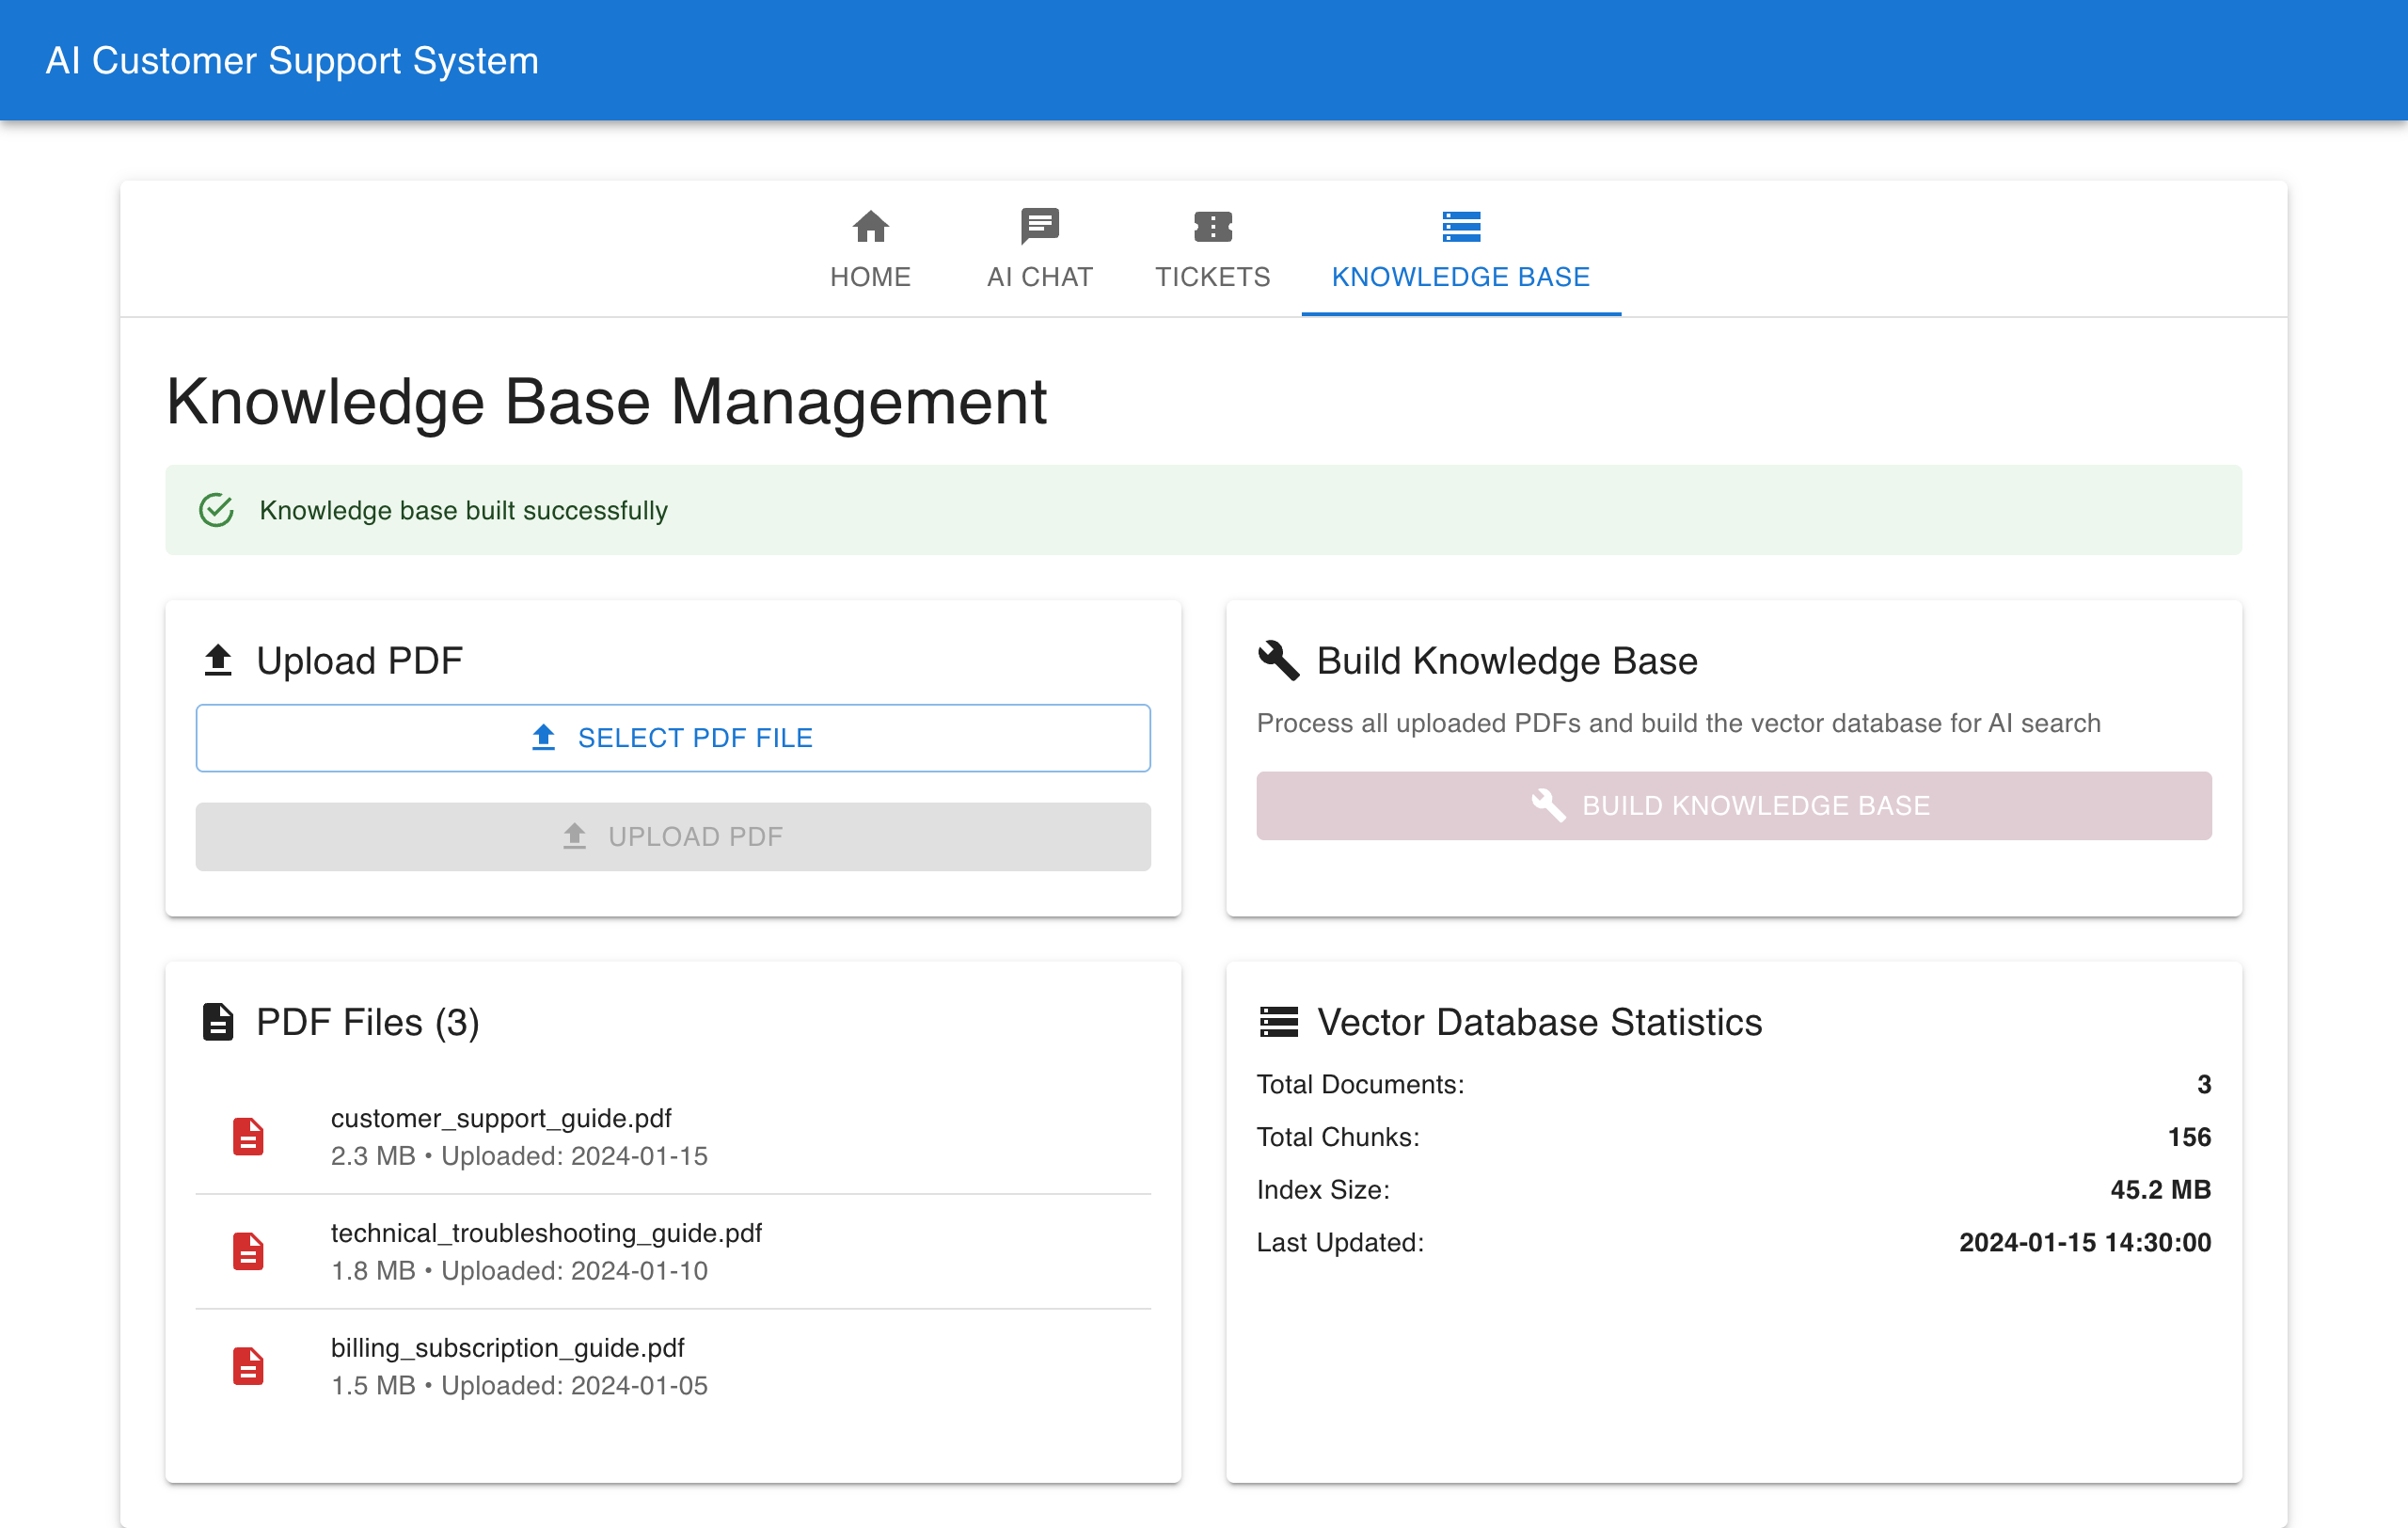 AI Customer Support System
HOME
AI CHAT
TICKETS
KNOWLEDGE BASE
Knowledge Base Management
Knowledge base built successfully
Upload PDF
SELECT PDF FILE
UPLOAD PDF
Build Knowledge Base
Process all uploaded PDFs and build the vector database for AI search
BUILD KNOWLEDGE BASE
PDF Files (3)
customer_support_guide.pdf
2.3 MB • Uploaded: 2024-01-15
technical_troubleshooting_guide.pdf
1.8 MB • Uploaded: 2024-01-10
billing_subscription_guide.pdf
1.5 MB • Uploaded: 2024-01-05
Vector Database Statistics
Total Documents: 3
Total Chunks: 156
Index Size: 45.2 MB
Last Updated: 2024-01-15 14:30:00